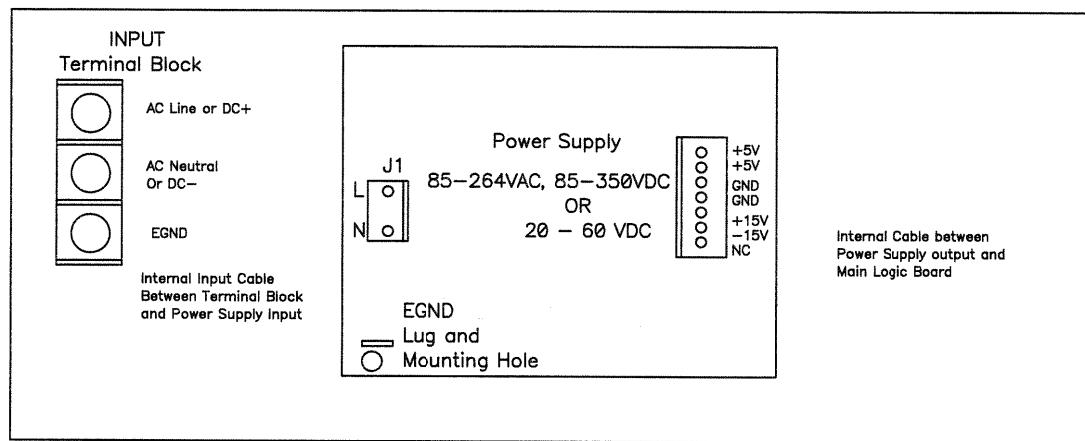 INPUT
Terminal Block
AC Line or DC+
AC Neutral
Or DC−
EGND
Internal Input Cable
Between Terminal Block
and Power Supply Input
J1
L
N
Power Supply
85−264VAC, 85−350VDC
OR
20 − 60 VDC
EGND
Lug and
Mounting Hole
+5V
+5V
GND
GND
+15V
−15V
NC
Internal Cable between
Power Supply output and
Main Logic Board